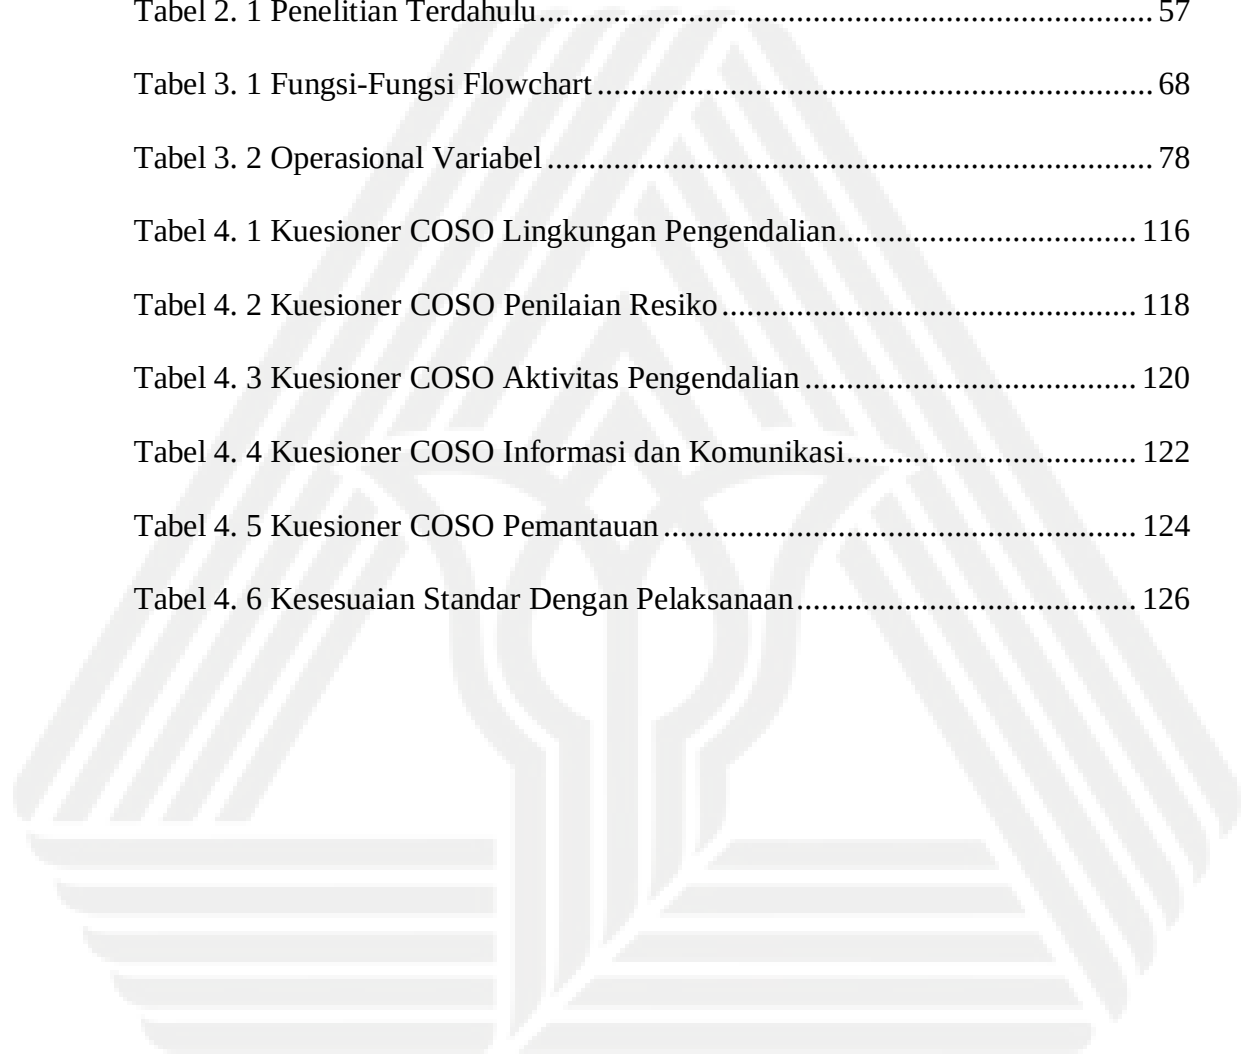 Tabel 2. 1 Penelitian Terdahulu.......................................................................... 57
Tabel 3. 1 Fungsi-Fungsi Flowchart ................................................................... 68
Tabel 3. 2 Operasional Variabel ......................................................................... 78
Tabel 4. 1 Kuesioner COSO Lingkungan Pengendalian.................................... 116
Tabel 4. 2 Kuesioner COSO Penilaian Resiko .................................................. 118
Tabel 4. 3 Kuesioner COSO Aktivitas Pengendalian ........................................ 120
Tabel 4. 4 Kuesioner COSO Informasi dan Komunikasi................................... 122
Tabel 4. 5 Kuesioner COSO Pemantauan ......................................................... 124
Tabel 4. 6 Kesesuaian Standar Dengan Pelaksanaan......................................... 126